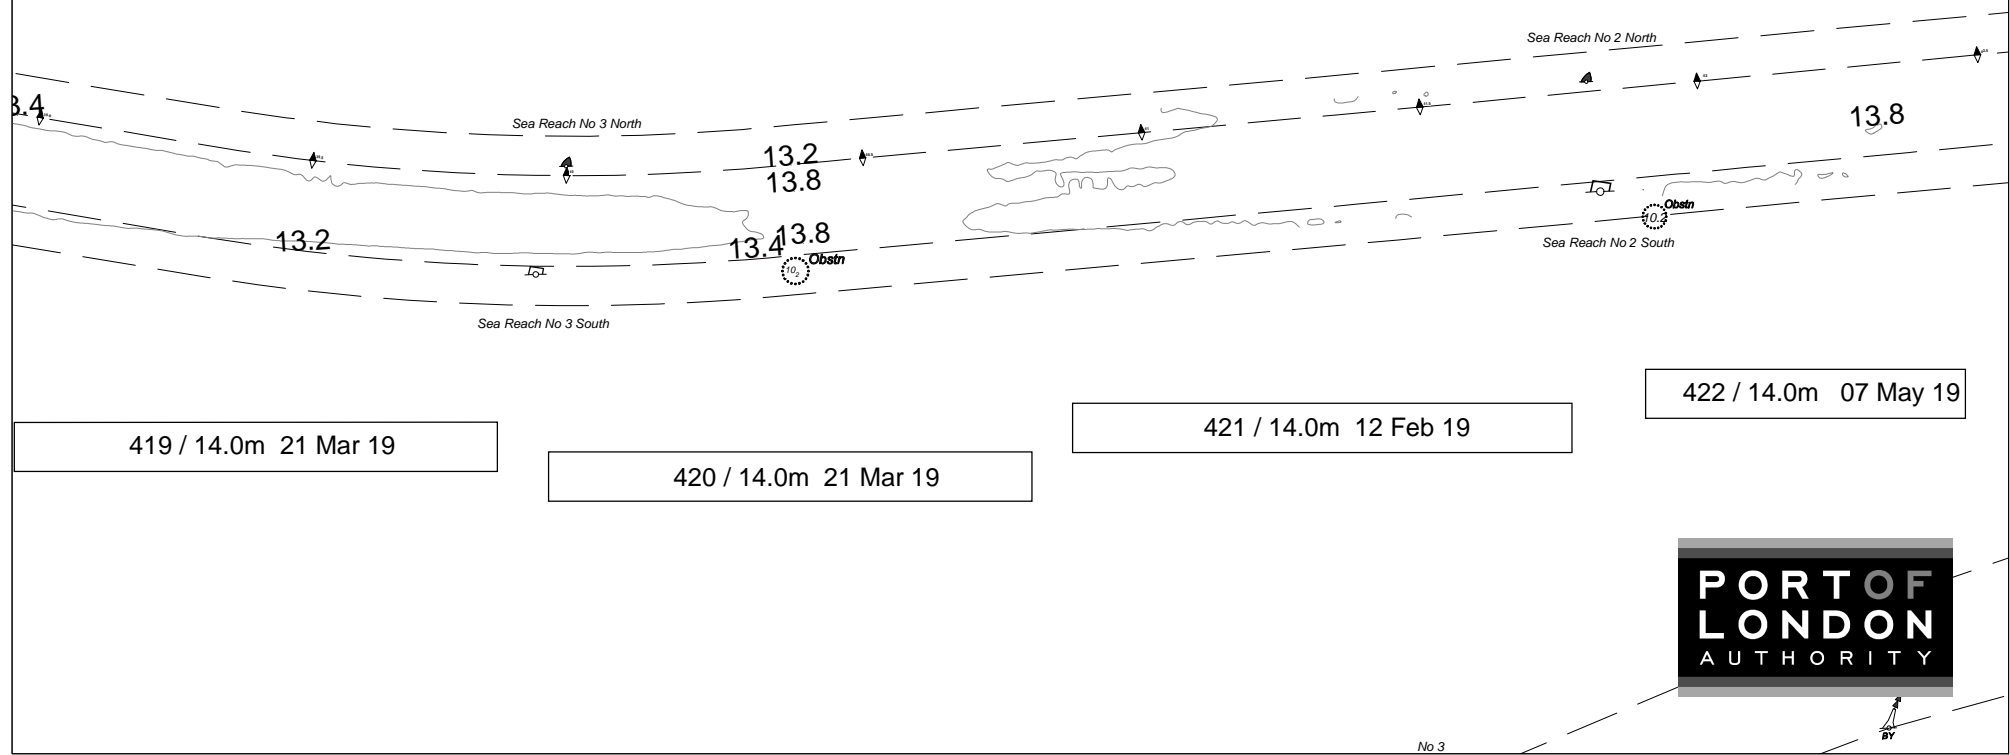 Sea Reach No 2 North
3.4
Sea Reach No 3 North
13.8
13.2
13.8
Obstn
10.2
13.2
13.8
13.4
Obstn
10 2
Sea Reach No 2 South
Sea Reach No 3 South
422 / 14.0m 07 May 19
421 / 14.0m 12 Feb 19
419 / 14.0m 21 Mar 19
420 / 14.0m 21 Mar 19
PORT OF
LONDON
AUTHORITY
BY
No 3